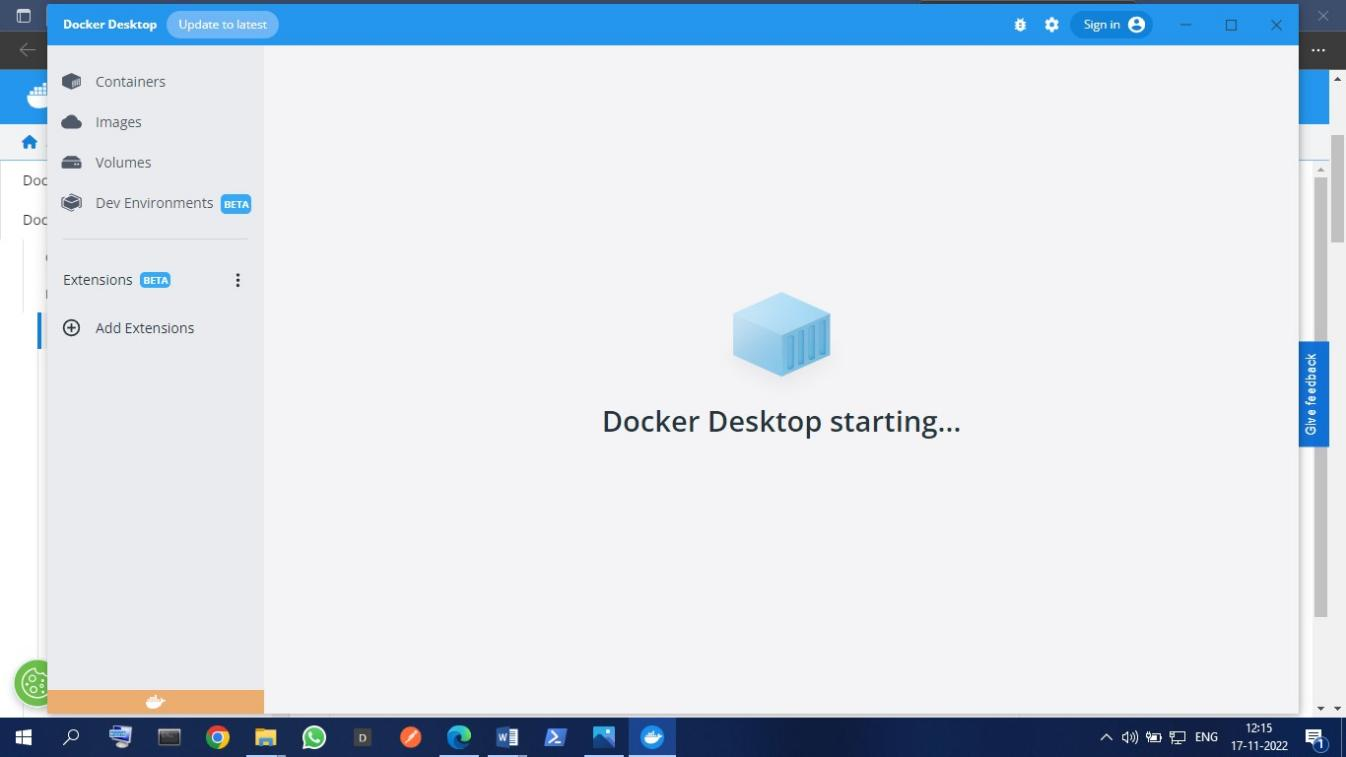 Docker Desktop
Update to latest
Sign in
Containers
Images
Volumes
Dev Environments BETA
Extensions BETA
Add Extensions
Docker Desktop starting...
Doc
Doc
Give feedback
D
ENG
12:15
17-11-2022
1